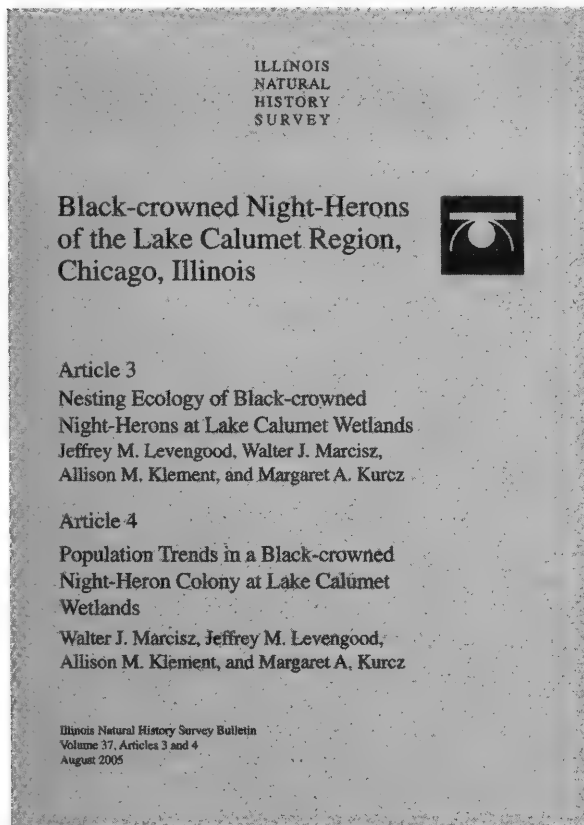 ILLINOIS
NATURAL
HISTORY
SURVEY
Black-crowned Night-Herons
of the Lake Calumet Region,
Chicago, Illinois
Article 3
Nesting Ecology of Black-crowned
Night-Herons at Lake Calumet Wetlands
Jeffrey M. Levengood, Walter J. Marcisz,
Allison M. Klement, and Margaret A. Kurcz
Article 4
Population Trends in a Black-crowned
Night-Heron Colony at Lake Calumet
Wetlands
Walter J. Marcisz, Jeffrey M. Levengood,
Allison M. Klement, and Margaret A. Kurcz
Illinois Natural History Survey Bulletin
Volume 37, Articles 3 and 4
August 2005